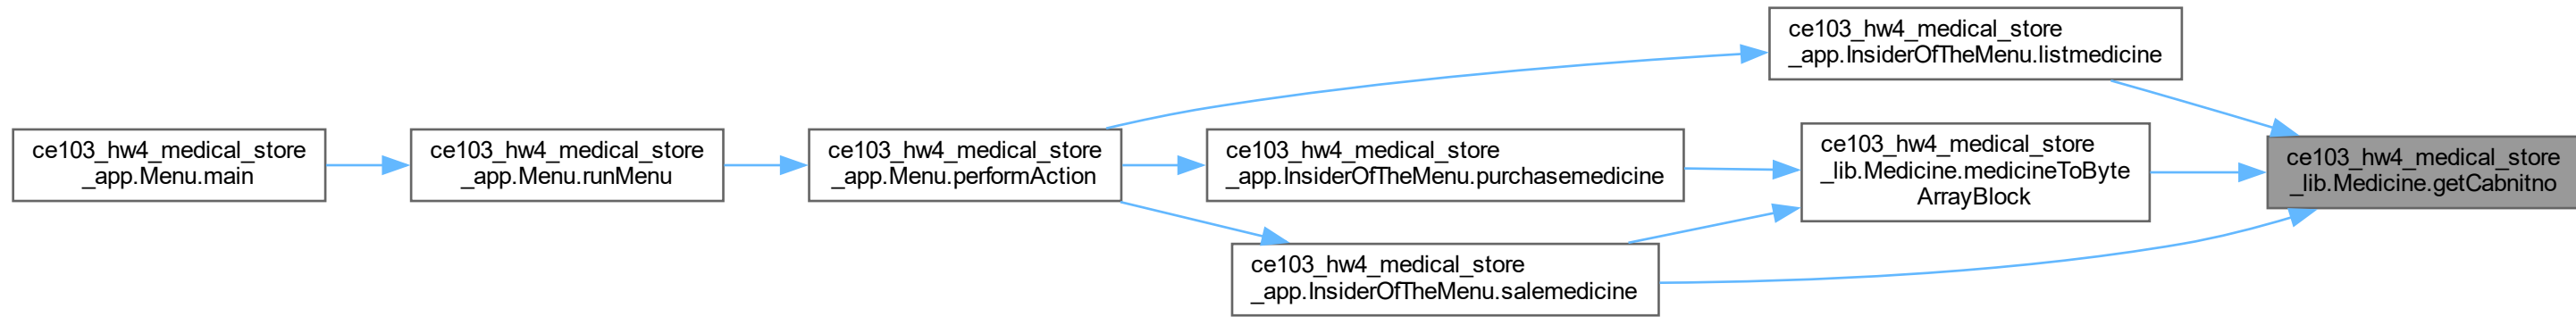 ce103_hw4_medical_store
_app.Menu.main
ce103_hw4_medical_store
_app.Menu.runMenu
ce103_hw4_medical_store
_app.Menu.performAction
ce103_hw4_medical_store
_app.InsiderOfTheMenu.listmedicine
ce103_hw4_medical_store
_app.InsiderOfTheMenu.purchasemedicine
ce103_hw4_medical_store
_app.InsiderOfTheMenu.salemedicine
ce103_hw4_medical_store
_lib.Medicine.medicineToByte
ArrayBlock
ce103_hw4_medical_store
_lib.Medicine.getCabnitno